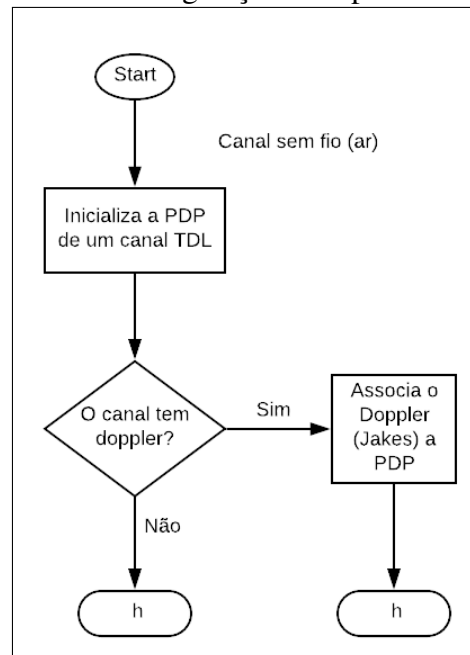 Start
Canal sem fio (ar)
Inicializa a PDP
de um canal TDL
O canal tem
doppler?
Sim
Associa o
Doppler
(Jakes) a
PDP
Não
h
h